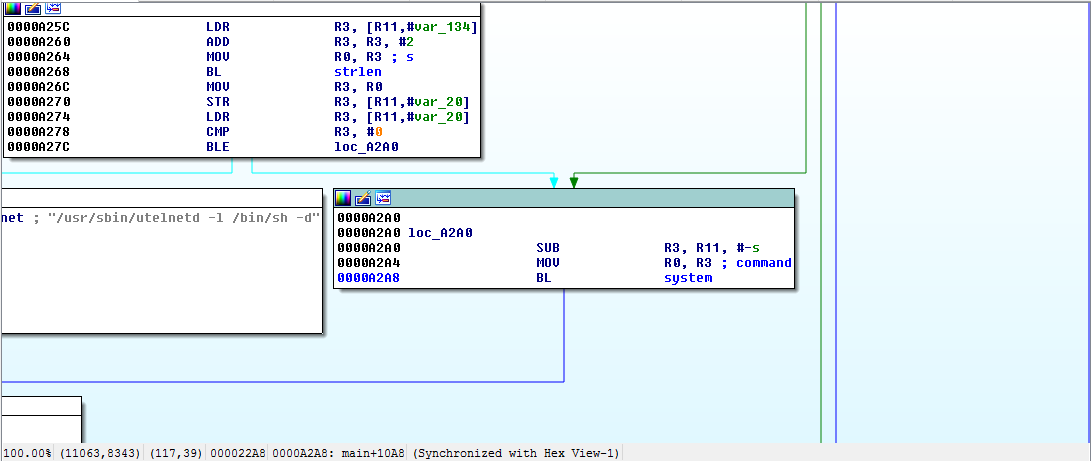 0000A25C LDR R3, [R11,#var_134]
0000A260 ADD R3, R3, #2
0000A264 MOV R0, R3 ; s
0000A268 BL strlen
0000A26C MOV R3, R0
0000A270 STR R3, [R11,#var_20]
0000A274 LDR R3, [R11,#var_20]
0000A278 CMP R3, #0
0000A27C BLE loc_A2A0
net ; "/usr/sbin/utelnetd -l /bin/sh -d"
0000A2A0
0000A2A0 loc_A2A0
0000A2A0 SUB R3, R11, #-s
0000A2A4 MOV R0, R3 ; command
0000A2A8 BL system
100.00% (11063,8343) (117,39) 000022A8 0000A2A8: main+10A8 (Synchronized with Hex View-1)